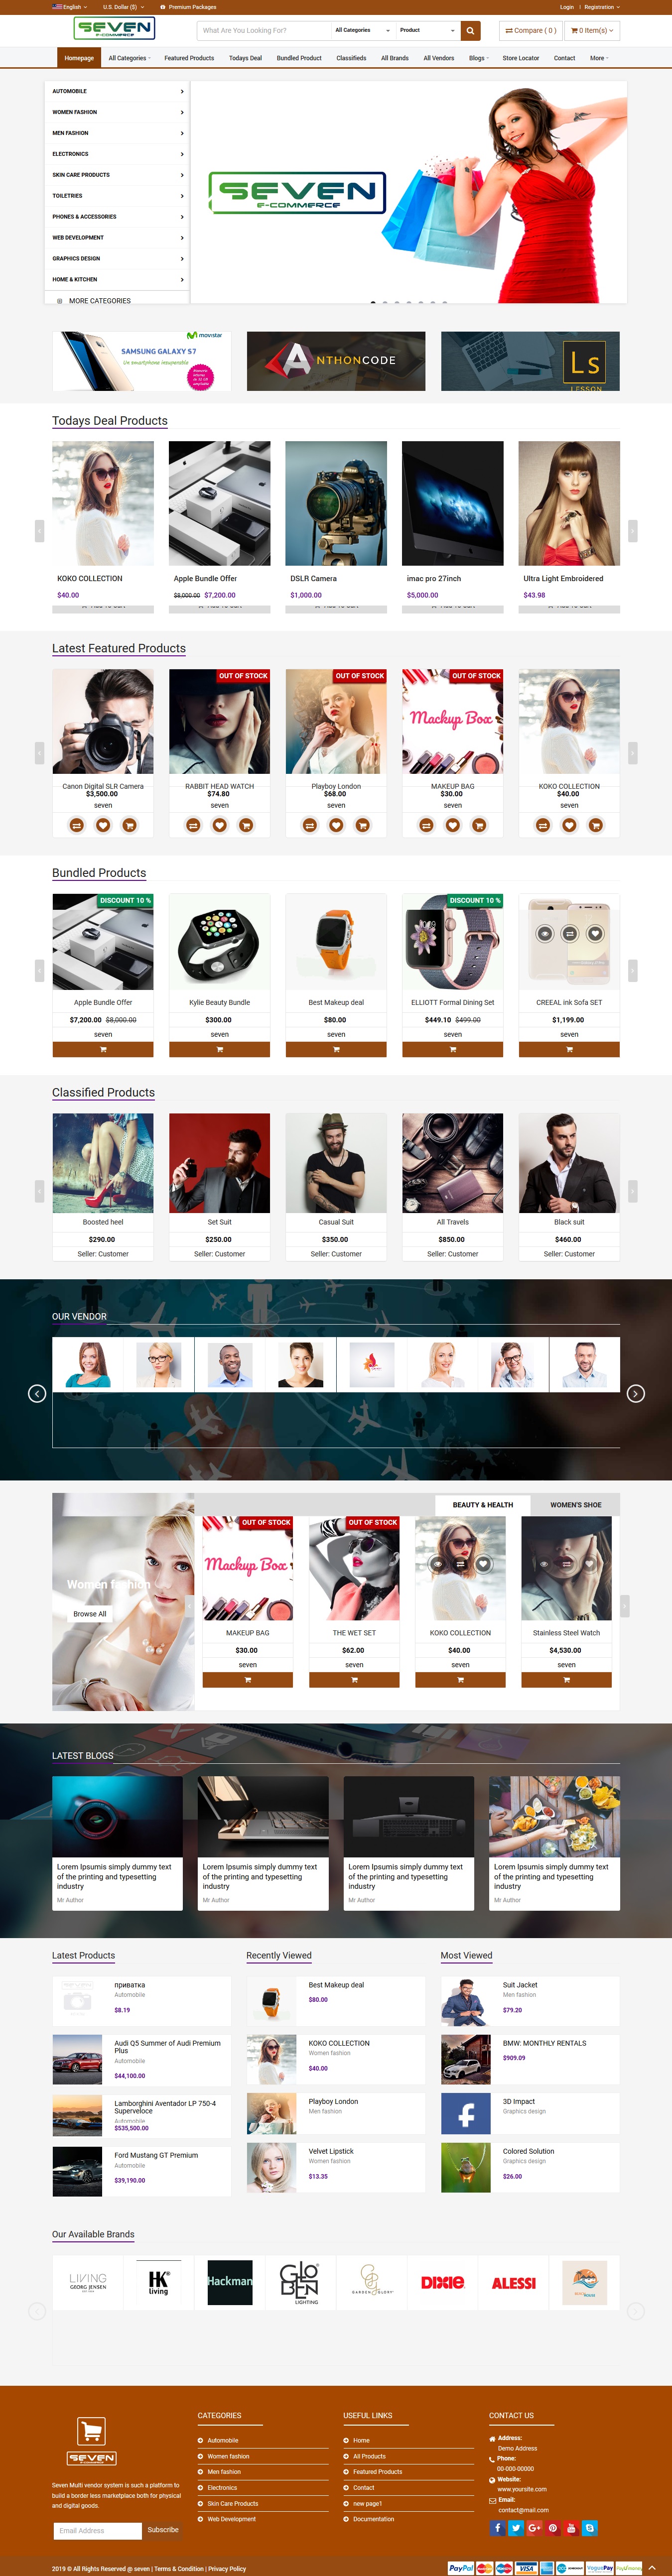 English
U.S. Dollar ($)
Premium Packages
Login
Registration
SEVEN
E-COMMERCE
What Are You Looking For?
All Categories
Product
Compare ( 0 )
0 Item(s)
Homepage
All Categories
Featured Products
Todays Deal
Bundled Product
Classifieds
All Brands
All Vendors
Blogs
Store Locator
Contact
More
AUTOMOBILE
WOMEN FASHION
MEN FASHION
ELECTRONICS
SKIN CARE PRODUCTS
TOILETRIES
PHONES & ACCESSORIES
WEB DEVELOPMENT
GRAPHICS DESIGN
HOME & KITCHEN
MORE CATEGORIES
SEVEN
E-COMMERCE
movistar
SAMSUNG GALAXY S7
Un smartphone insuperable
NTHONCODE
Ls
LESSON
Todays Deal Products
KOKO COLLECTION
$40.00
Apple Bundle Offer
$8,000.00 $7,200.00
DSLR Camera
$1,000.00
imac pro 27inch
$5,000.00
Ultra Light Embroidered
$43.98
Latest Featured Products
Canon Digital SLR Camera
$3,500.00
seven
OUT OF STOCK
RABBIT HEAD WATCH
$74.80
seven
OUT OF STOCK
Playboy London
$68.00
seven
OUT OF STOCK
Mackup Box
MAKEUP BAG
$30.00
seven
KOKO COLLECTION
$40.00
seven
Bundled Products
DISCOUNT 10 %
Apple Bundle Offer
$7,200.00 $8,000.00
seven
Kylie Beauty Bundle
$300.00
seven
Best Makeup deal
$80.00
seven
DISCOUNT 10 %
ELLIOTT Formal Dining Set
$449.10 $499.00
seven
CREEAL ink Sofa SET
$1,199.00
seven
Classified Products
Boosted heel
$290.00
Seller: Customer
Set Suit
$250.00
Seller: Customer
Casual Suit
$350.00
Seller: Customer
All Travels
$850.00
Seller: Customer
Black suit
$460.00
Seller: Customer
OUR VENDOR
BEAUTY & HEALTH
WOMEN'S SHOE
Women fashion
Browse All
OUT OF STOCK
Mackup Box
MAKEUP BAG
$30.00
seven
OUT OF STOCK
THE WET SET
$62.00
seven
KOKO COLLECTION
$40.00
seven
Stainless Steel Watch
$4,530.00
seven
LATEST BLOGS
Lorem Ipsumis simply dummy text
of the printing and typesetting
industry
Mr Author
Lorem Ipsumis simply dummy text
of the printing and typesetting
industry
Mr Author
Lorem Ipsumis simply dummy text
of the printing and typesetting
industry
Mr Author
Lorem Ipsumis simply dummy text
of the printing and typesetting
industry
Mr Author
Latest Products
приватка
Automobile
$8.19
Audi Q5 Summer of Audi Premium
Plus
Automobile
$44,100.00
Lamborghini Aventador LP 750-4
Superveloce
Automobile
$535,500.00
Ford Mustang GT Premium
Automobile
$39,190.00
Recently Viewed
Best Makeup deal
$80.00
KOKO COLLECTION
Women fashion
$40.00
Playboy London
Men fashion
Velvet Lipstick
Women fashion
$13.35
Most Viewed
Suit Jacket
Men fashion
$79.20
BMW: MONTHLY RENTALS
$909.09
3D Impact
Graphics design
Colored Solution
Graphics design
$26.00
Our Available Brands
LIVING
GEORG JENSEN
HK
living
Hackman
GLOBEN
LIGHTING
GARDEN GLORY
DIXIE
ALESSI
SEVEN
Seven Multi vendor system is such a platform to
build a border less marketplace both for physical
and digital goods.
Email Address
Subscribe
CATEGORIES
Automobile
Women fashion
Men fashion
Electronics
Skin Care Products
Web Development
USEFUL LINKS
Home
All Products
Featured Products
Contact
new page1
Documentation
CONTACT US
Address:
Demo Address
Phone:
00-000-00000
Website:
www.yoursite.com
Email:
contact@mail.com
2019 © All Rights Reserved @ seven | Terms & Condition | Privacy Policy
PayPal
VISA
VoguePay